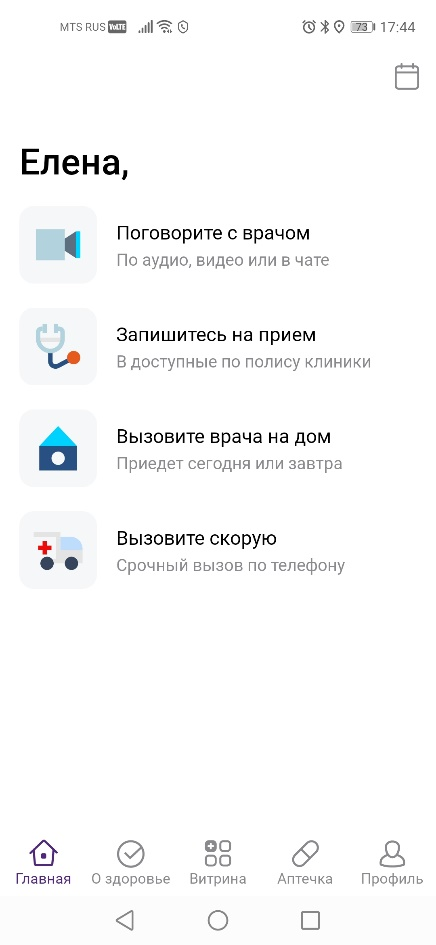 MTS RUS VoLTE 73 17:44
Елена,
Поговорите с врачом
По аудио, видео или в чате
Запишитесь на прием
В доступные по полису клиники
Вызовите врача на дом
Приедет сегодня или завтра
Вызовите скорую
Срочный вызов по телефону
Главная О здоровье Витрина Аптечка Профиль